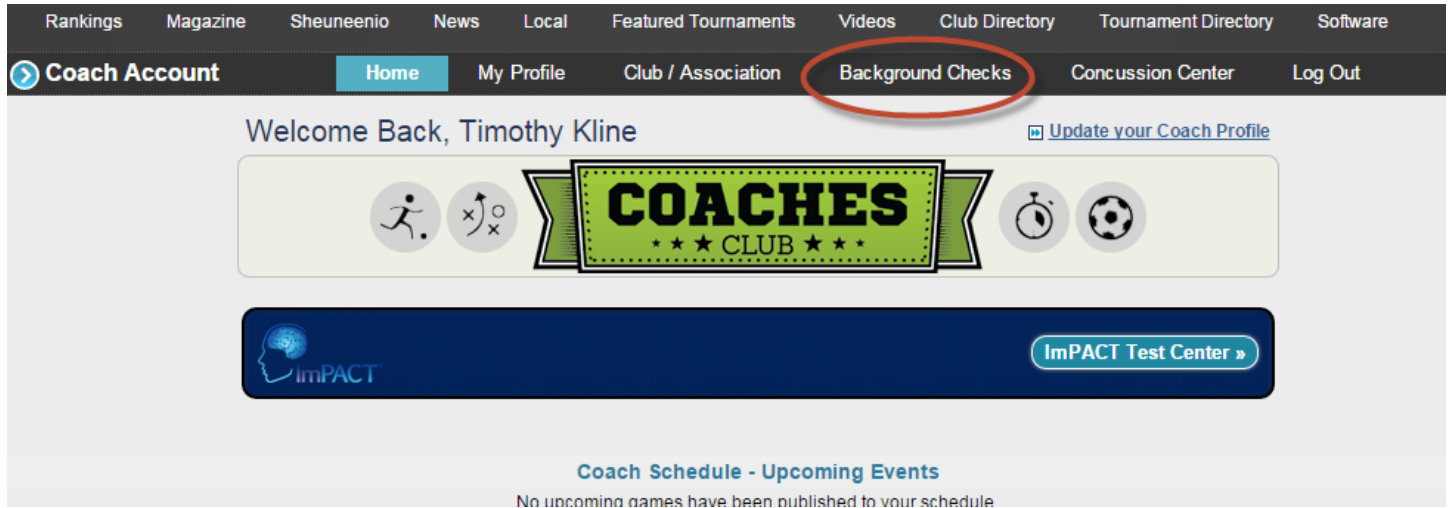 Rankings Magazine Sheuneenio News Local Featured Tournaments Videos Club Directory Tournament Directory Software
Coach Account Home My Profile Club / Association Background Checks Concussion Center Log Out
Welcome Back, Timothy Kline Update your Coach Profile
COACHES
CLUB
ImPACT ImPACT Test Center »
Coach Schedule - Upcoming Events
No upcoming games have been published to your schedule